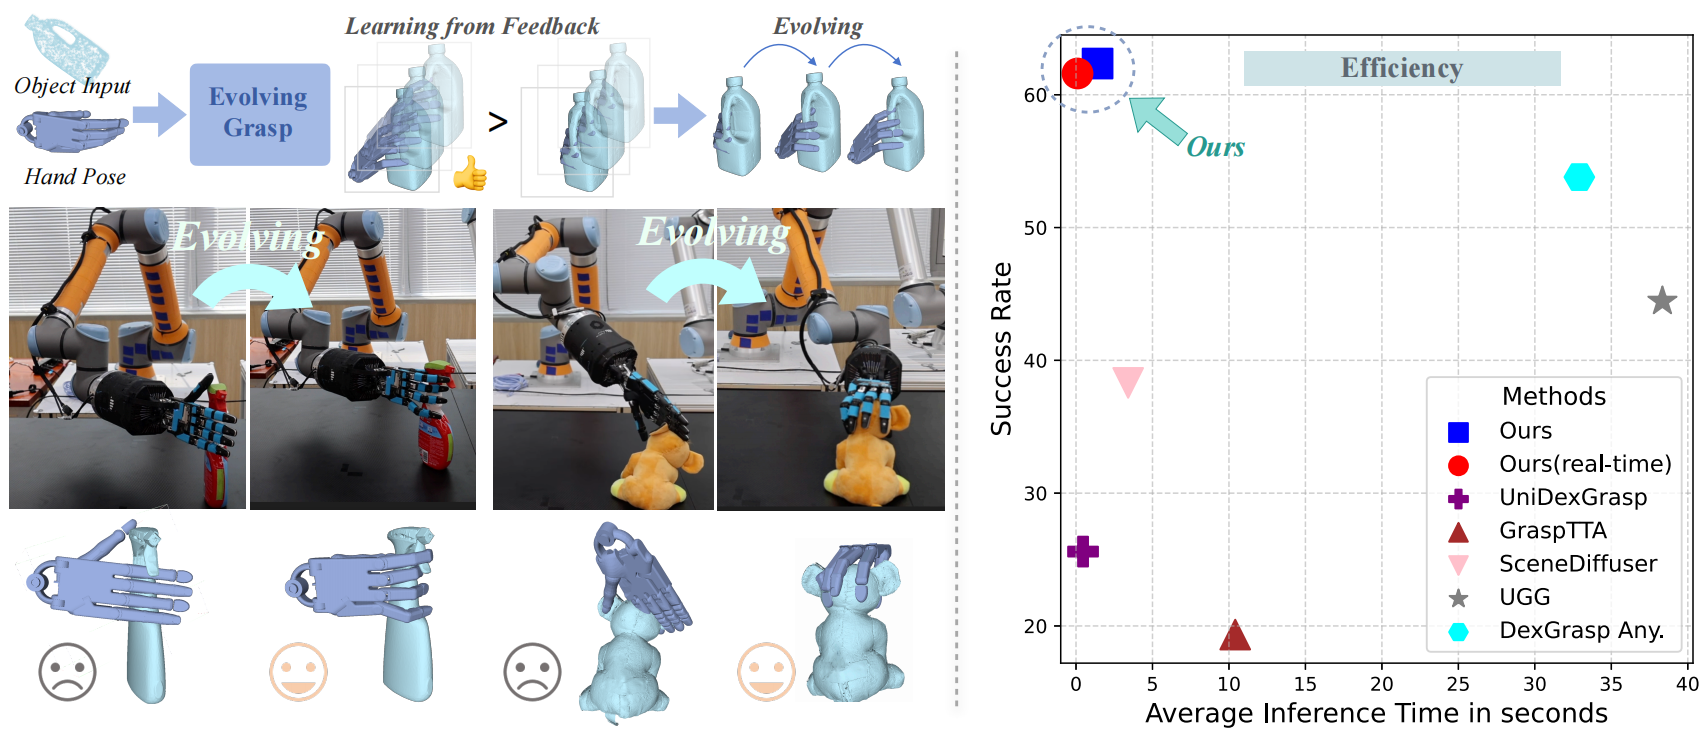 Learning from Feedback
Evolving
Object Input
Evolving
Grasp
>
Hand Pose
Evolving
Evolving
Efficiency
Ours
Success Rate
60
50
40
30
20
Methods
Ours
Ours(real-time)
UniDexGrasp
GraspTTA
SceneDiffuser
UGG
DexGrasp Any.
0 5 10 15 20 25 30 35 40
Average Inference Time in seconds